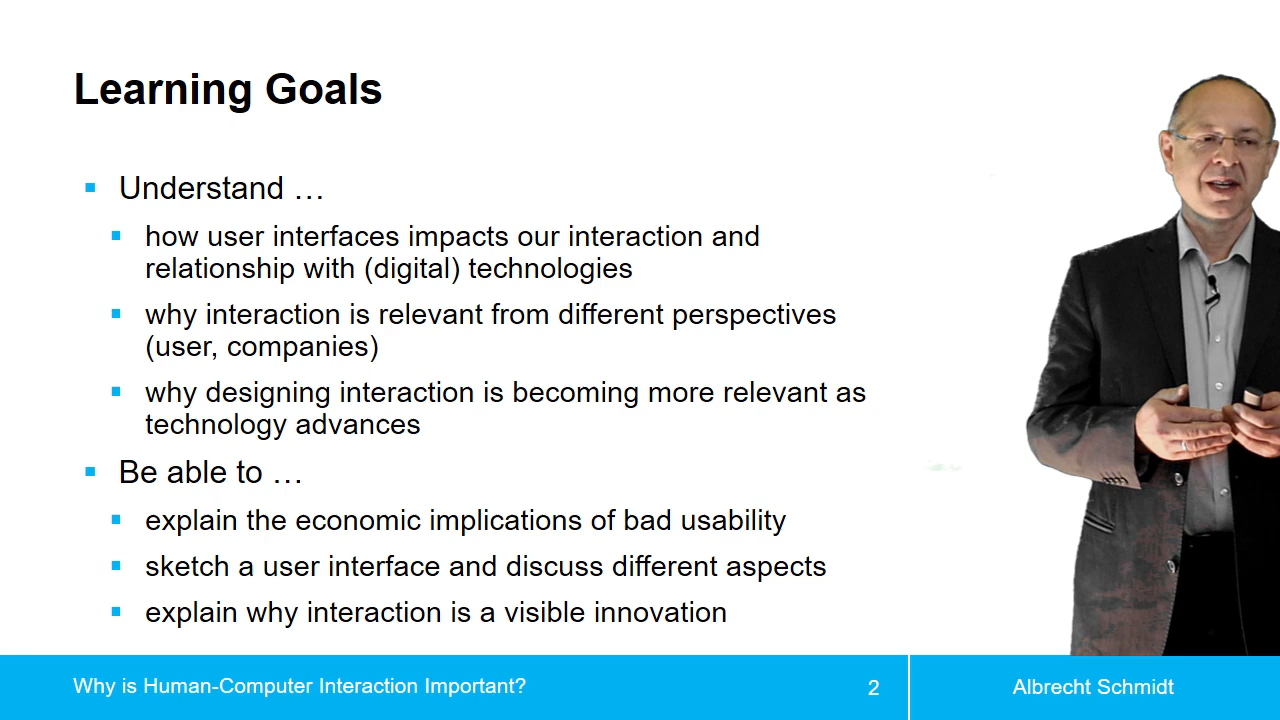 Learning Goals
Understand …
how user interfaces impacts our interaction and
relationship with (digital) technologies
why interaction is relevant from different perspectives
(user, companies)
why designing interaction is becoming more relevant as
technology advances
Be able to …
explain the economic implications of bad usability
sketch a user interface and discuss different aspects
explain why interaction is a visible innovation
Why is Human-Computer Interaction Important?
2
Albrecht Schmidt